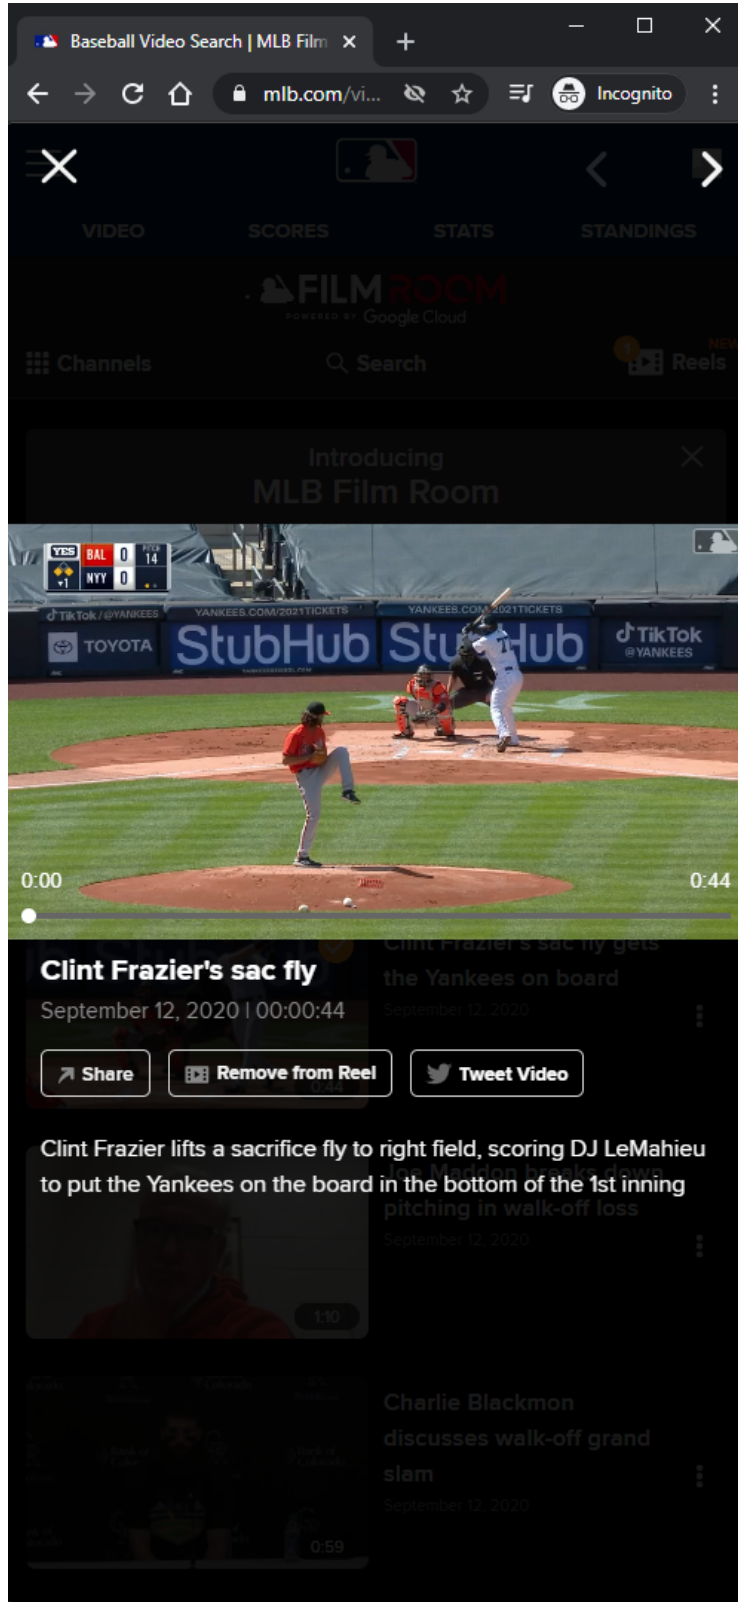 Baseball Video Search | MLB Film
mlb.com/vi...
Incognito
VIDEO SCORES STATS STANDINGS
FILM ROOM
POWERED BY Google Cloud
NEW
1
Channels Search Reels
Introducing
MLB Film Room
YES BAL 0 PITCH 14
▾1 NYY 0
TikTok / @YANKEES YANKEES.COM/2021TICKETS YANKEES.COM/2021TICKETS
TOYOTA StubHub StubHub TikTok
@YANKEES
0:00 0:44
Clint Frazier's sac fly gets
the Yankees on board
September 12, 2020
0:44
Clint Frazier's sac fly
September 12, 2020 | 00:00:44
Share Remove from Reel Tweet Video
Clint Frazier lifts a sacrifice fly to right field, scoring DJ LeMahieu
to put the Yankees on the board in the bottom of the 1st inning
Joe Maddon breaks down
pitching in walk-off loss
September 12, 2020
1:10
Charlie Blackmon
discusses walk-off grand
slam
September 12, 2020
0:59